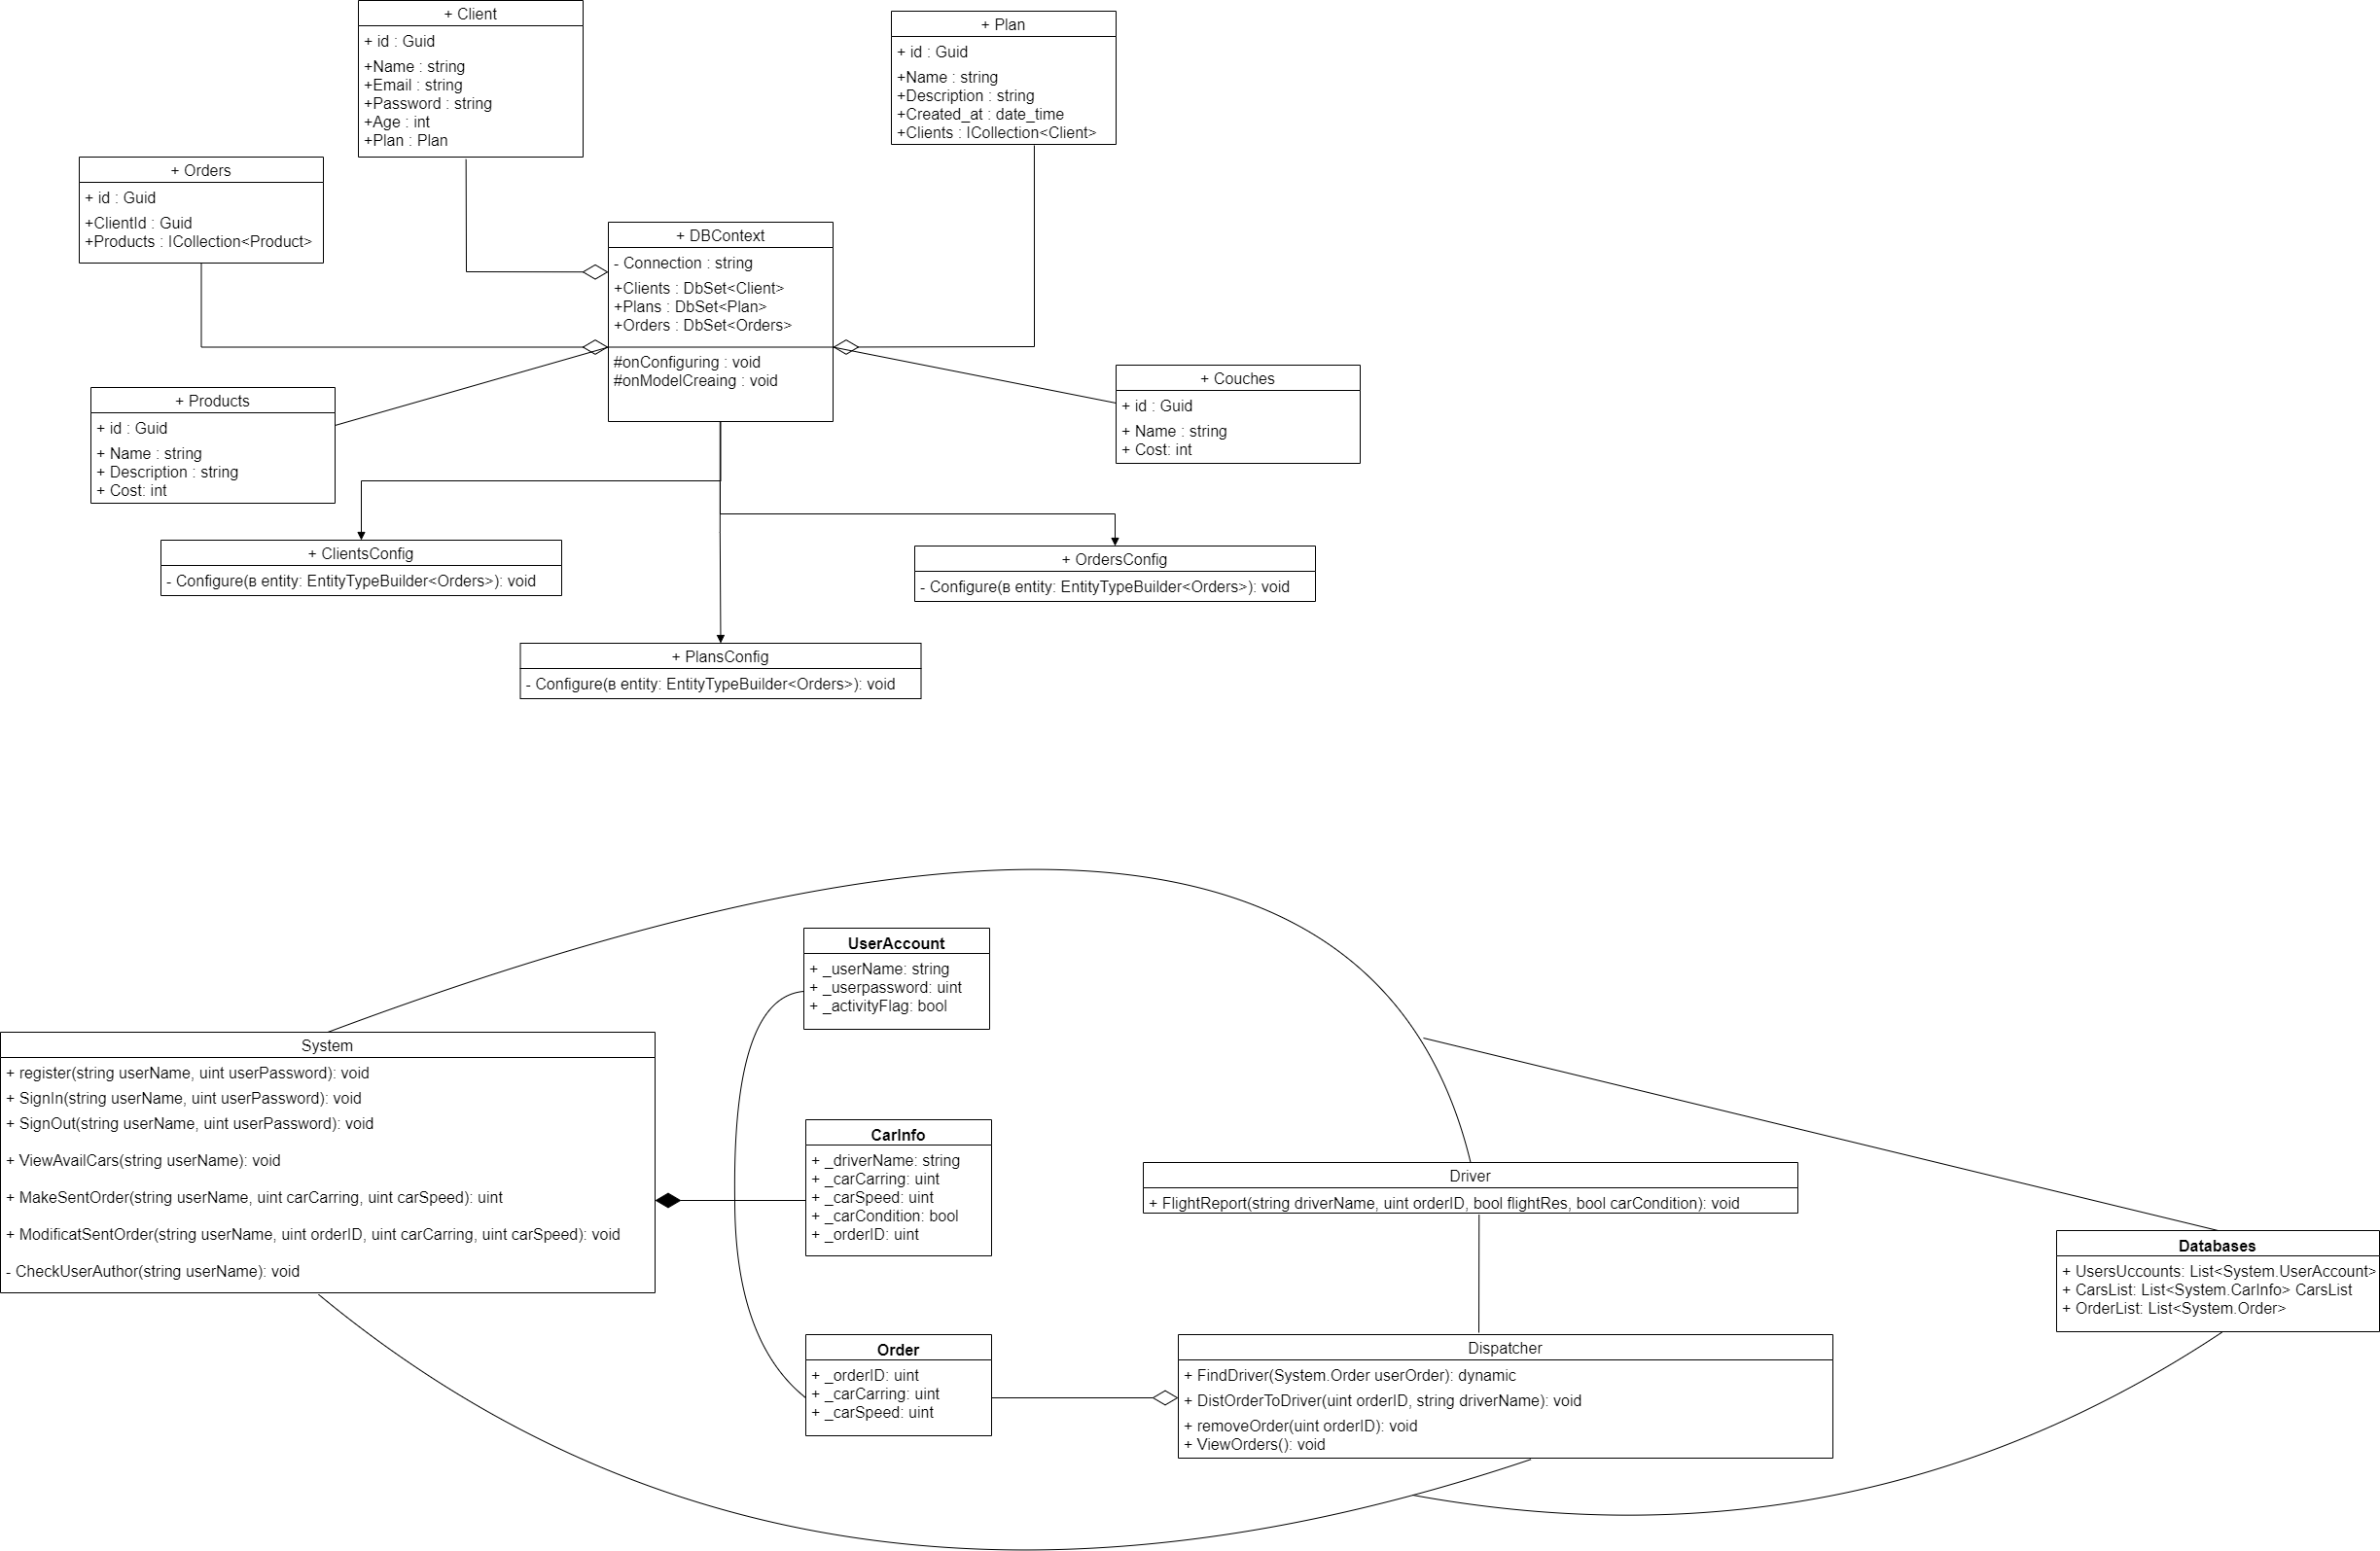 + Client
+ id : Guid
+Name : string
+Email : string
+Password : string
+Age : int
+Plan : Plan
+ Plan
+ id : Guid
+Name : string
+Description : string
+Created_at : date_time
+Clients : ICollection<Client>
+ Orders
+ id : Guid
+ClientId : Guid
+Products : ICollection<Product>
+ DBContext
- Connection : string
+Clients : DbSet<Client>
+Plans : DbSet<Plan>
+Orders : DbSet<Orders>
#onConfiguring : void
#onModelCreaing : void
+ Couches
+ id : Guid
+ Name : string
+ Cost: int
+ Products
+ id : Guid
+ Name : string
+ Description : string
+ Cost: int
+ ClientsConfig
- Configure(в entity: EntityTypeBuilder<Orders>): void
+ OrdersConfig
- Configure(в entity: EntityTypeBuilder<Orders>): void
+ PlansConfig
- Configure(в entity: EntityTypeBuilder<Orders>): void
UserAccount
+ _userName: string
+ _userpassword: uint
+ _activityFlag: bool
System
+ register(string userName, uint userPassword): void
+ SignIn(string userName, uint userPassword): void
+ SignOut(string userName, uint userPassword): void
+ ViewAvailCars(string userName): void
+ MakeSentOrder(string userName, uint carCarring, uint carSpeed): uint
+ ModificatSentOrder(string userName, uint orderID, uint carCarring, uint carSpeed): void
- CheckUserAuthor(string userName): void
CarInfo
+ _driverName: string
+ _carCarring: uint
+ _carSpeed: uint
+ _carCondition: bool
+ _orderID: uint
Driver
+ FlightReport(string driverName, uint orderID, bool flightRes, bool carCondition): void
Databases
+ UsersUccounts: List<System.UserAccount>
+ CarsList: List<System.CarInfo> CarsList
+ OrderList: List<System.Order>
Order
+ _orderID: uint
+ _carCarring: uint
+ _carSpeed: uint
Dispatcher
+ FindDriver(System.Order userOrder): dynamic
+ DistOrderToDriver(uint orderID, string driverName): void
+ removeOrder(uint orderID): void
+ ViewOrders(): void